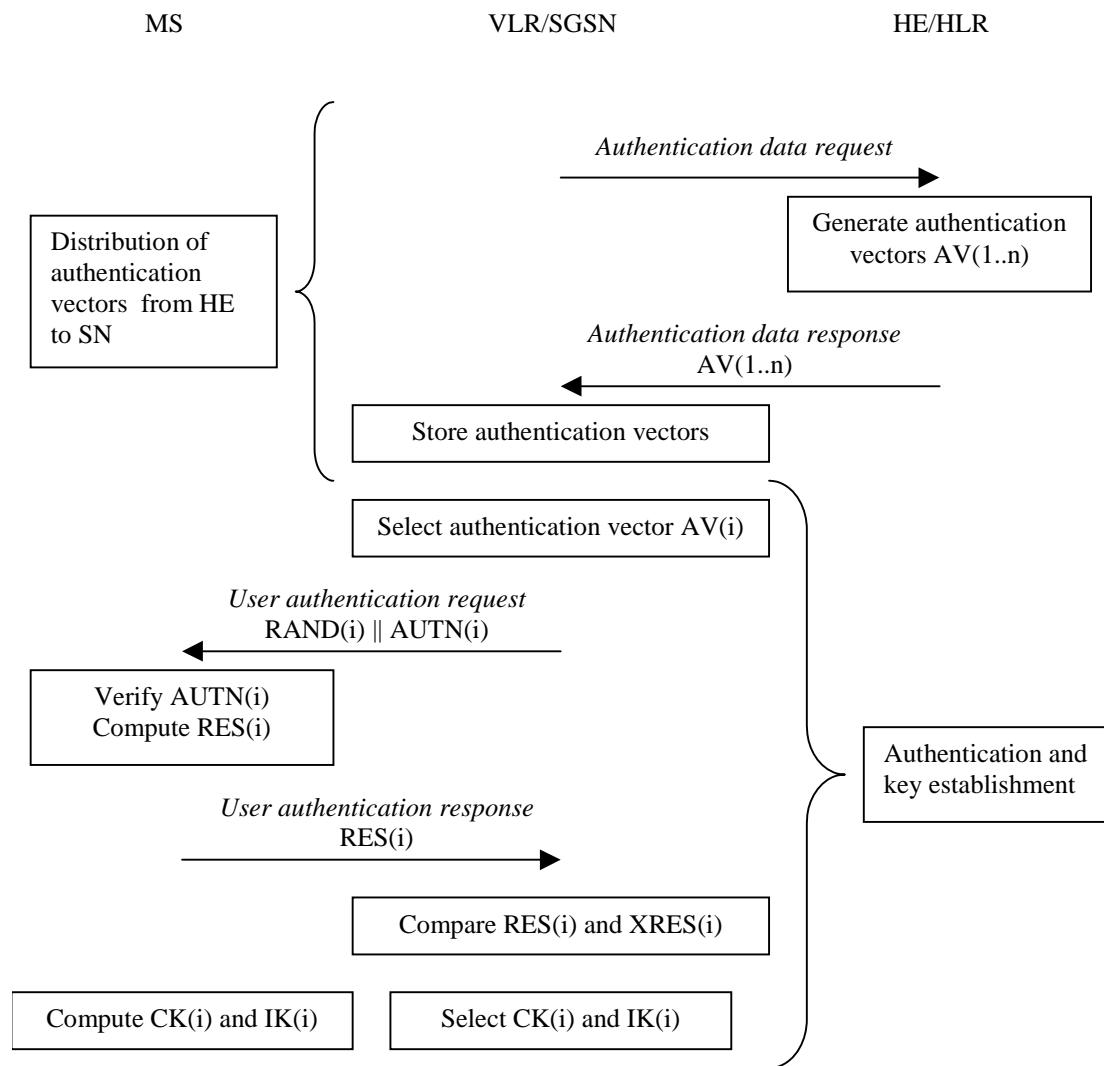 MS VLR/SGSN HE/HLR
Authentication data request
Generate authentication
vectors AV(1..n)
Distribution of
authentication
vectors from HE
to SN
Authentication data response
AV(1..n)
Store authentication vectors
Select authentication vector AV(i)
User authentication request
RAND(i) || AUTN(i)
Verify AUTN(i)
Compute RES(i)
Authentication and
key establishment
User authentication response
RES(i)
Compare RES(i) and XRES(i)
Compute CK(i) and IK(i)
Select CK(i) and IK(i)